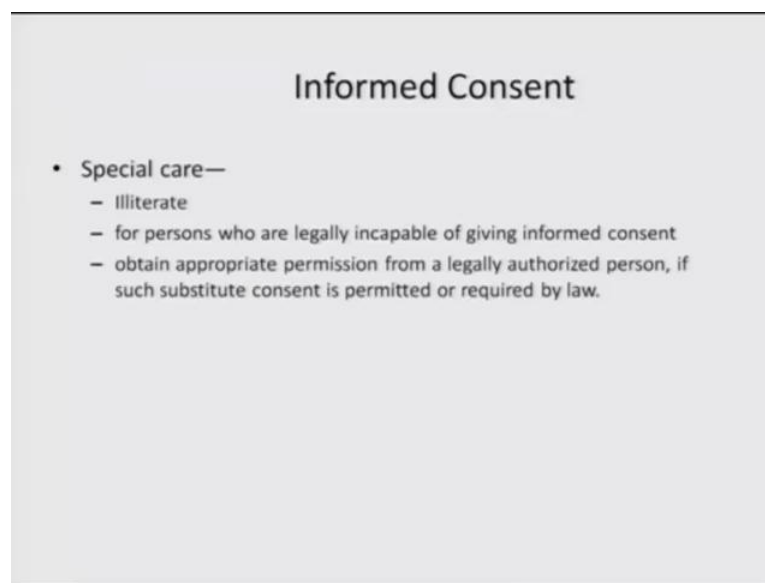 Informed Consent
• Special care—
– Illiterate
– for persons who are legally incapable of giving informed consent
– obtain appropriate permission from a legally authorized person, if
such substitute consent is permitted or required by law.